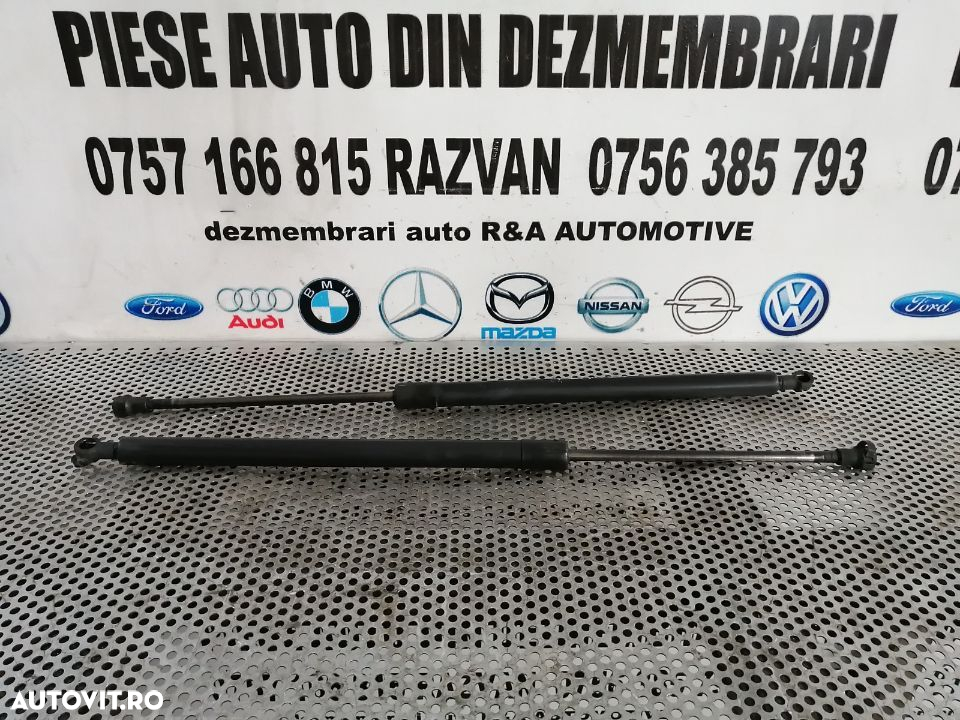 PIESE AUTO DIN DEZMEMBRARI
0757 166 815 RAZVAN 0756 385 793 07
dezmembrari auto R&A AUTOMOTIVE
Ford Audi BMW mazda NISSAN Ford
AUTOVIT.RO